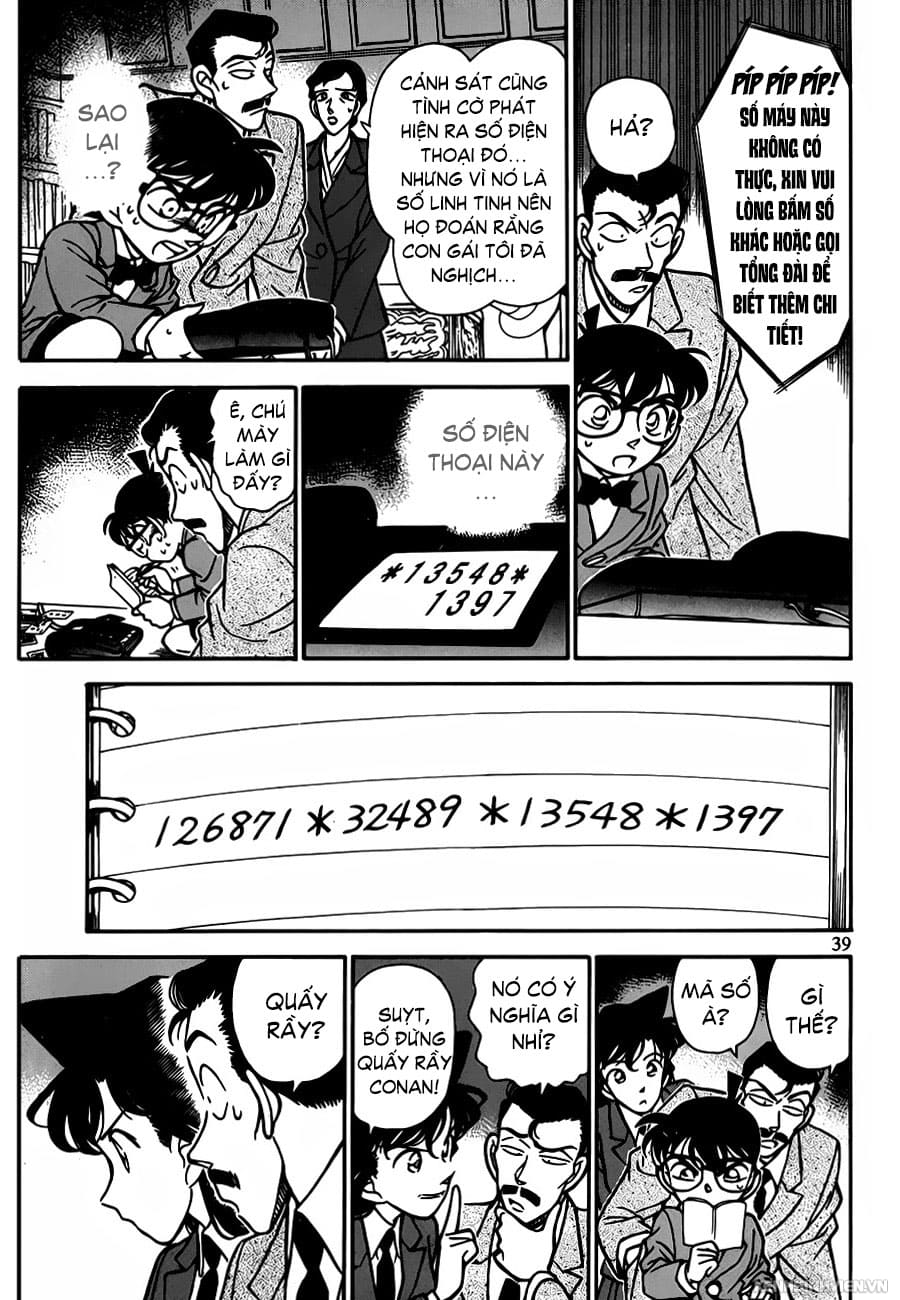 PÍP PÍP PÍP!
SỐ MÁY NÀY
KHÔNG CÓ
THỰC, XIN VUI
LÒNG BẤM SỐ
KHÁC HOẶC GỌI
TỔNG ĐÀI ĐỂ
BIẾT THÊM CHI
TIẾT!
HẢ?
CẢNH SÁT CŨNG
TÌNH CỜ PHÁT
HIỆN RA SỐ ĐIỆN
THOẠI ĐÓ...
NHƯNG VÌ NÓ LÀ
SỐ LINH TINH NÊN
HỌ ĐOÁN RẰNG
CON GÁI TÔI ĐÃ
NGHỊCH...
SAO
LẠI
...?
SỐ ĐIỆN
THOẠI NÀY
...
*13548*
1397
Ê, CHÚ
MÀY
LÀM GÌ
ĐẤY?
126871*32489*13548*1397
39
GÌ
THẾ?
MÃ SỐ
À?
NÓ CÓ Ý
NGHĨA GÌ
NHỈ?
SUYT,
BỐ ĐỪNG
QUẤY RẦY
CONAN!
QUẤY
RẦY?